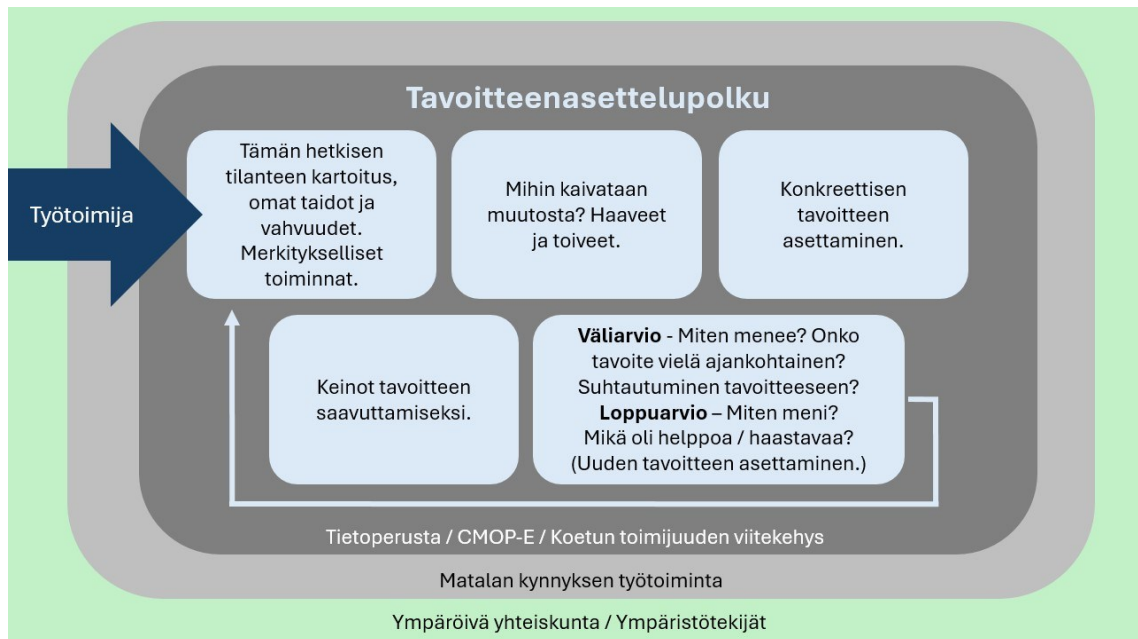 Tavoitteenasettelupolku
Työtoimija
Tämän hetkisen
tilanteen kartoitus,
omat taidot ja
vahvuudet.
Merkitykselliset
toiminnat.
Mihin kaivataan
muutosta? Haaveet
ja toiveet.
Konkreettisen
tavoitteen
asettaminen.
Keinot tavoitteen
saavuttamiseksi.
Väliarvio - Miten menee? Onko
tavoite vielä ajankohtainen?
Suhtautuminen tavoitteeseen?
Loppuarvio – Miten meni?
Mikä oli helppoa / haastavaa?
(Uuden tavoitteen asettaminen.)
Tietoperusta / CMOP-E / Koetun toimijuuden viitekehys
Matalan kynnyksen työtoiminta
Ympäröivä yhteiskunta / Ympäristötekijät